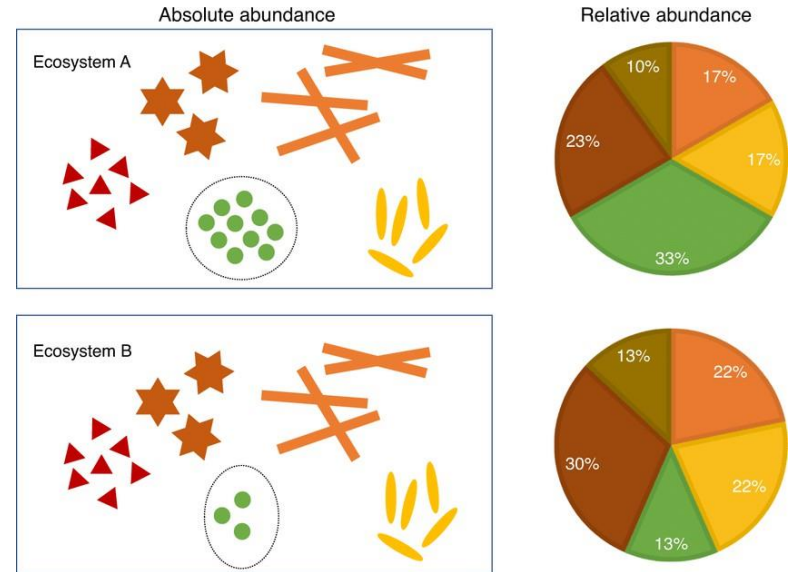 Absolute abundance
Relative abundance
Ecosystem A
10%
17%
23%
17%
33%
Ecosystem B
13%
22%
30%
22%
13%